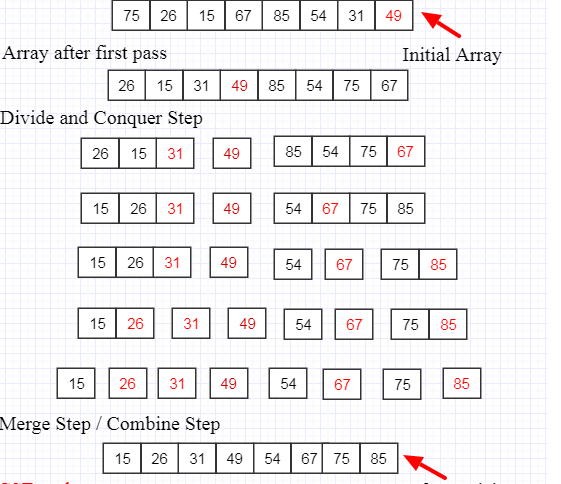 75 26 15 67 85 54 31 49
Array after first pass Initial Array
26 15 31 49 85 54 75 67
Divide and Conquer Step
26 15 31 49 85 54 75 67
15 26 31 49 54 67 75 85
15 26 31 49 54 67 75 85
15 26 31 49 54 67 75 85
15 26 31 49 54 67 75 85
Merge Step / Combine Step
15 26 31 49 54 67 75 85